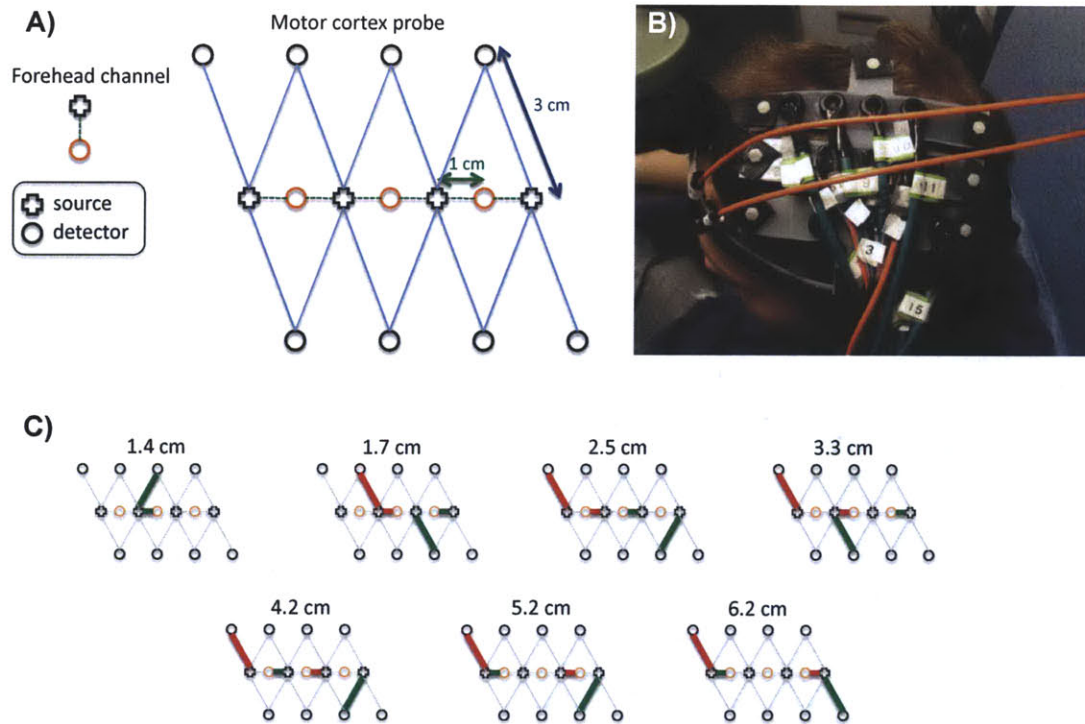 A)
Motor cortex probe
Forehead channel
3 cm
1 cm
source
detector
B)
9
11
3
15
C)
1.4 cm
1.7 cm
2.5 cm
3.3 cm
4.2 cm
5.2 cm
6.2 cm